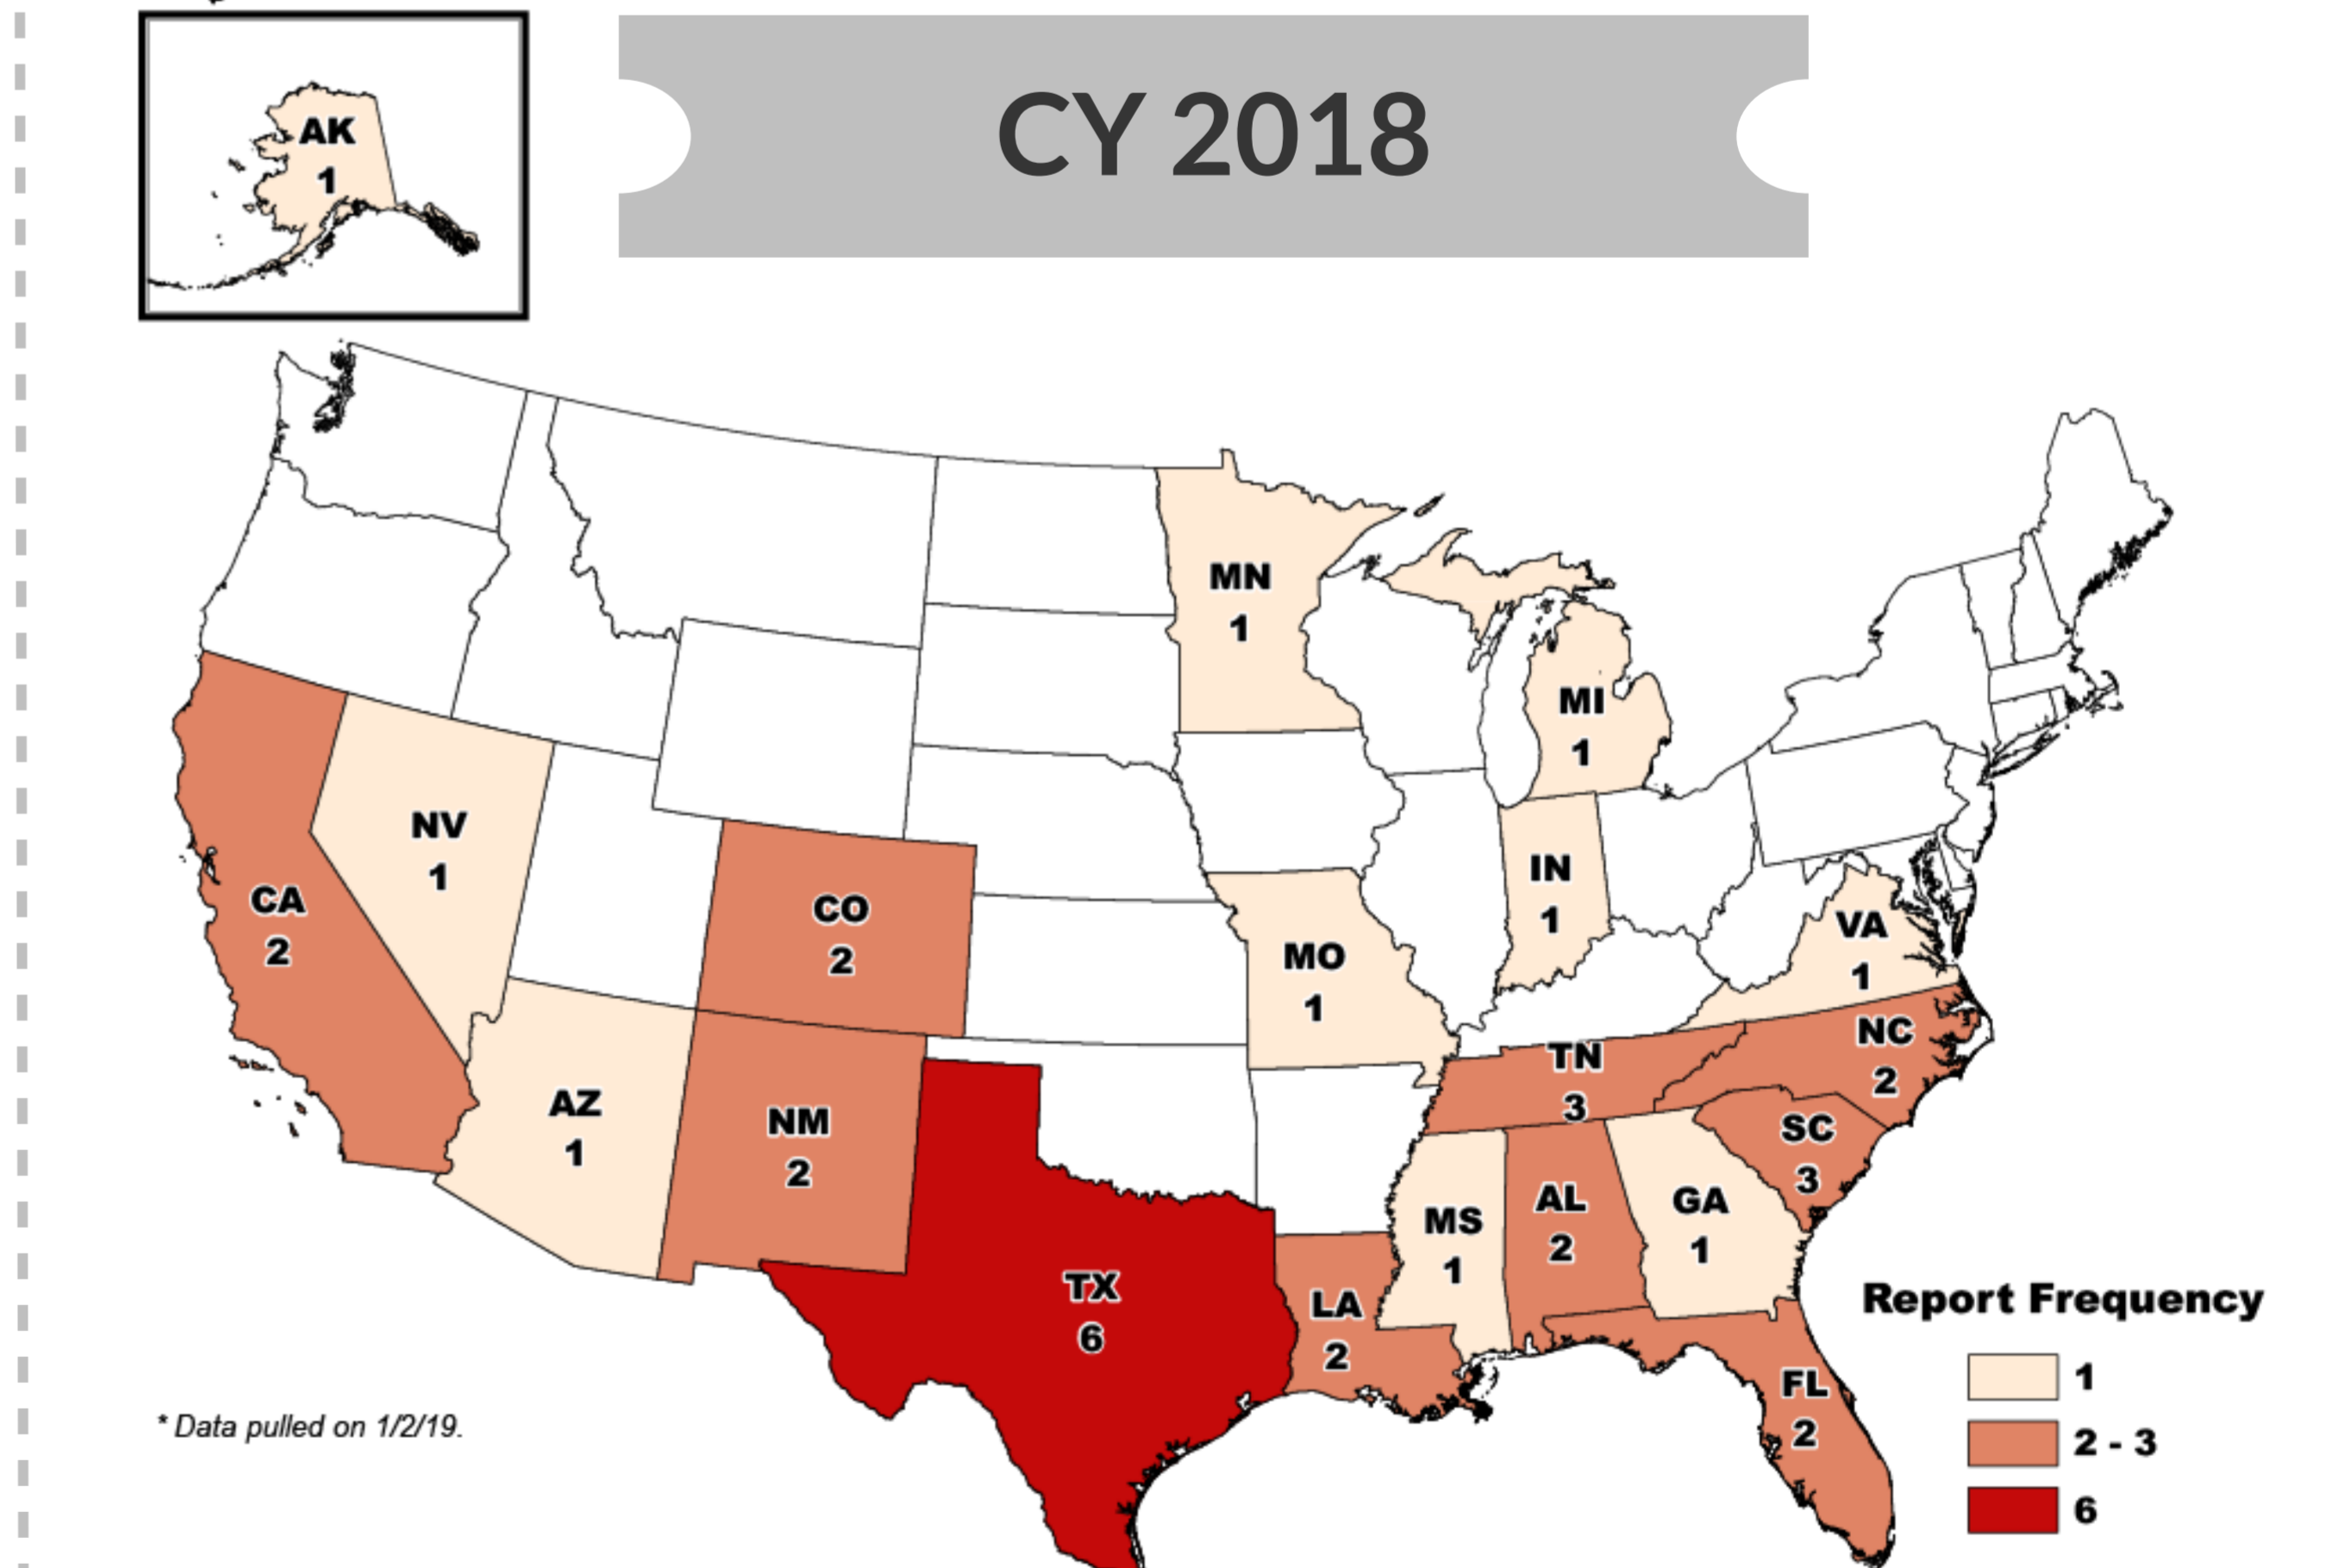 CY 2018
AK
1
MN
1
MI
1
NV
1
IN
1
CA
2
CO
2
VA
1
MO
1
NC
2
TN
3
AZ
1
NM
2
SC
3
AL
2
GA
1
MS
1
TX
6
LA
2
FL
2
Report Frequency
1
2 - 3
6
* Data pulled on 1/2/19.